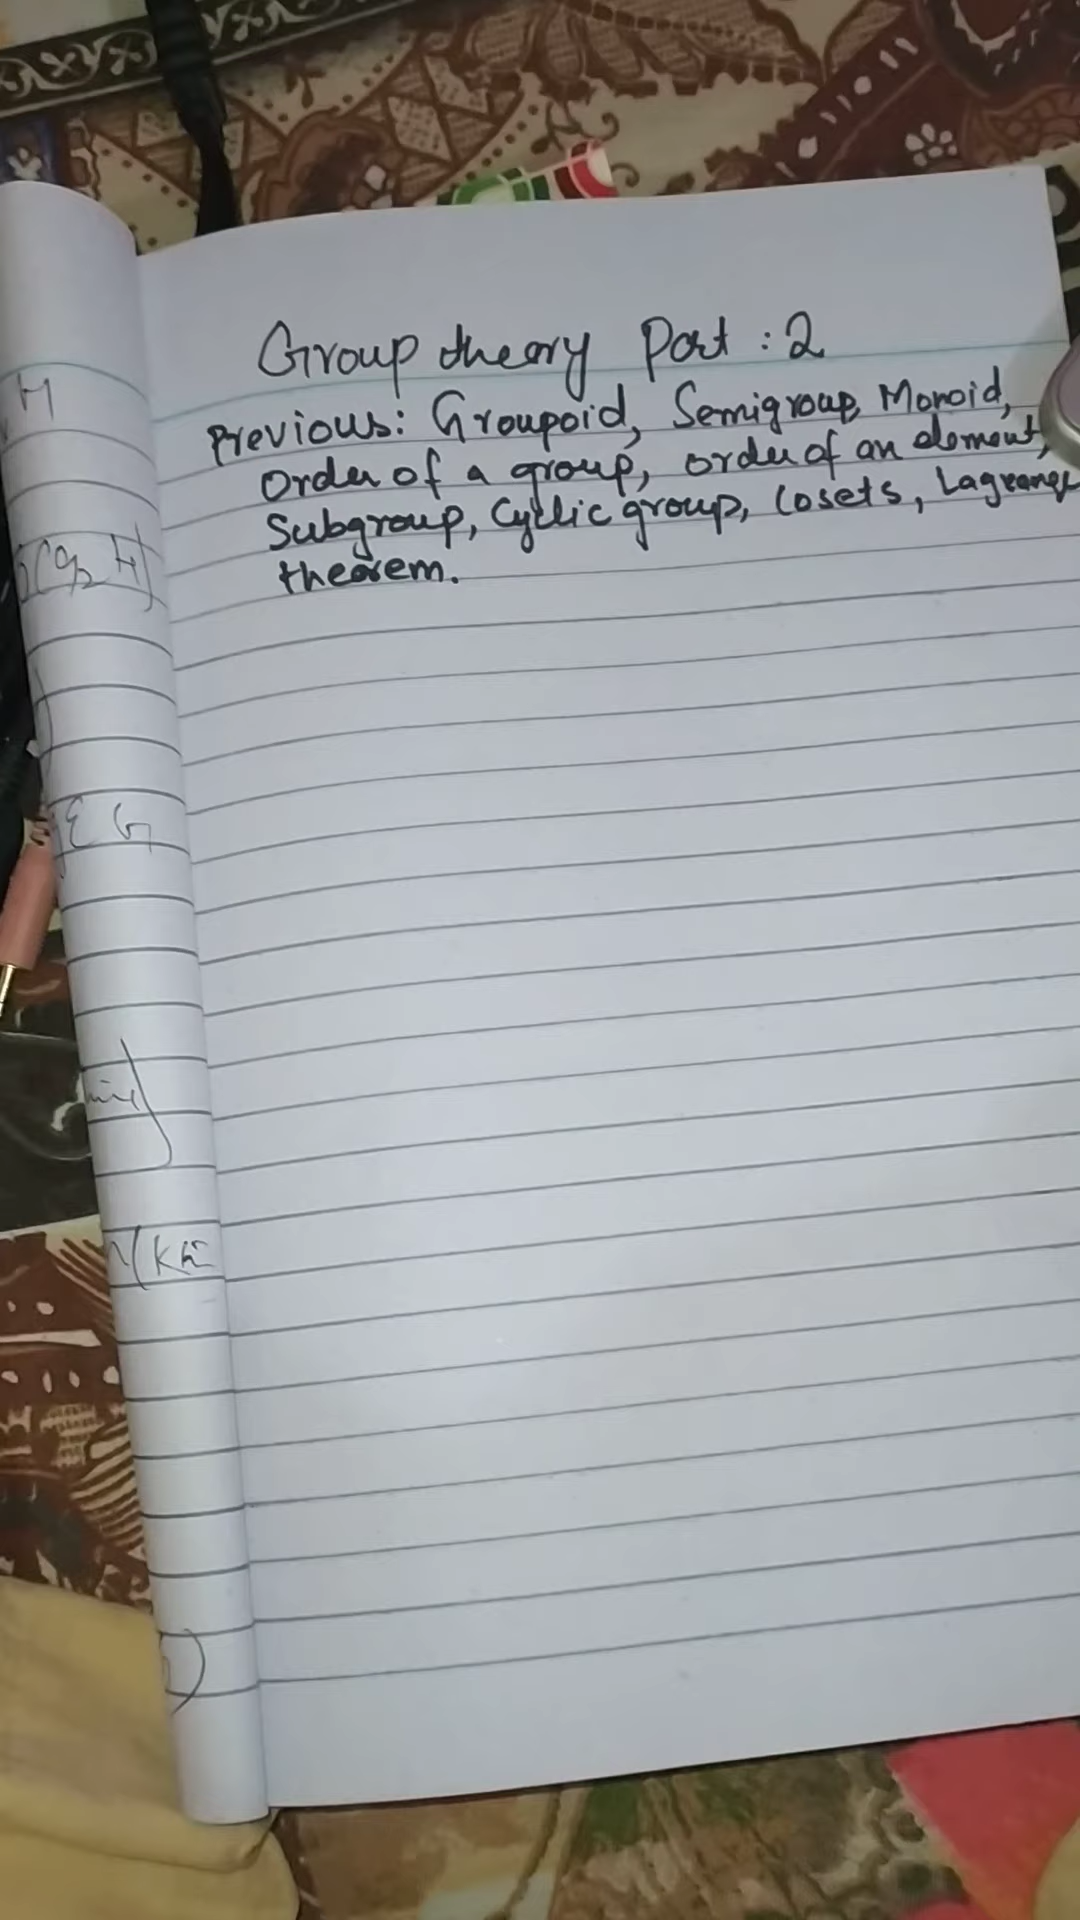 Group theory Part : 2
Previous: Groupoid, Semigroup, Monoid,
Order of a group, order of an element,
Subgroup, Cyclic group, Cosets, Lagrange
theorem.
H
∈ G